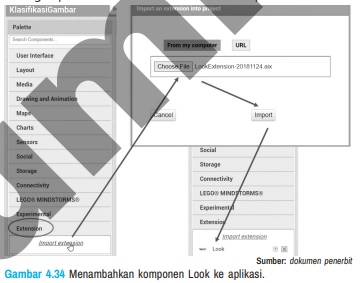 KlasifikasiGambar
Palette
Search Components...
User Interface
Layout
Media
Drawing and Animation
Maps
Charts
Sensors
Social
Storage
Connectivity
LEGO® MINDSTORMS®
Experimental
Extension
Import extension
Import an extension into project
From my computer
URL
Choose File LookExtension-20181124.aix
Cancel
Import
Social
Storage
Connectivity
LEGO® MINDSTORMS®
Experimental
Extension
Import extension
Look
Sumber: dokumen penerbit
Gambar 4.34 Menambahkan komponen Look ke aplikasi.